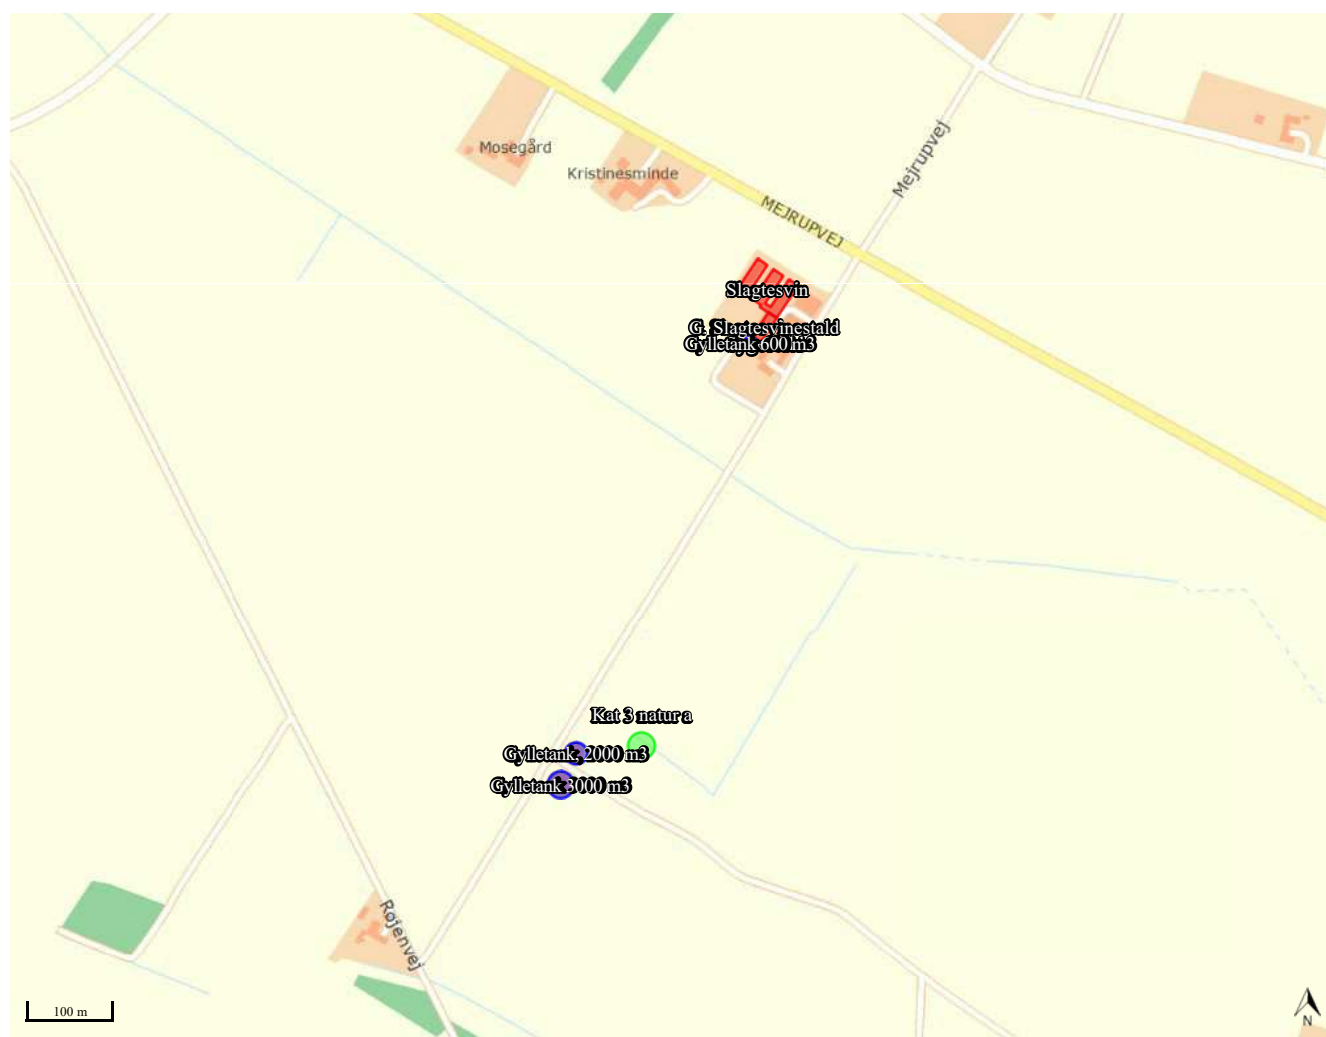 Mejrupvej
Mosegård
Kristinesminde
MEJRUPVEJ
Slagtesvin
G. Slagtesvinestald
Gylletank 600 m3
Kat 3 natur a
Gylletank, 2000 m3
Gylletank 3000 m3
Røjenvej
100 m
N